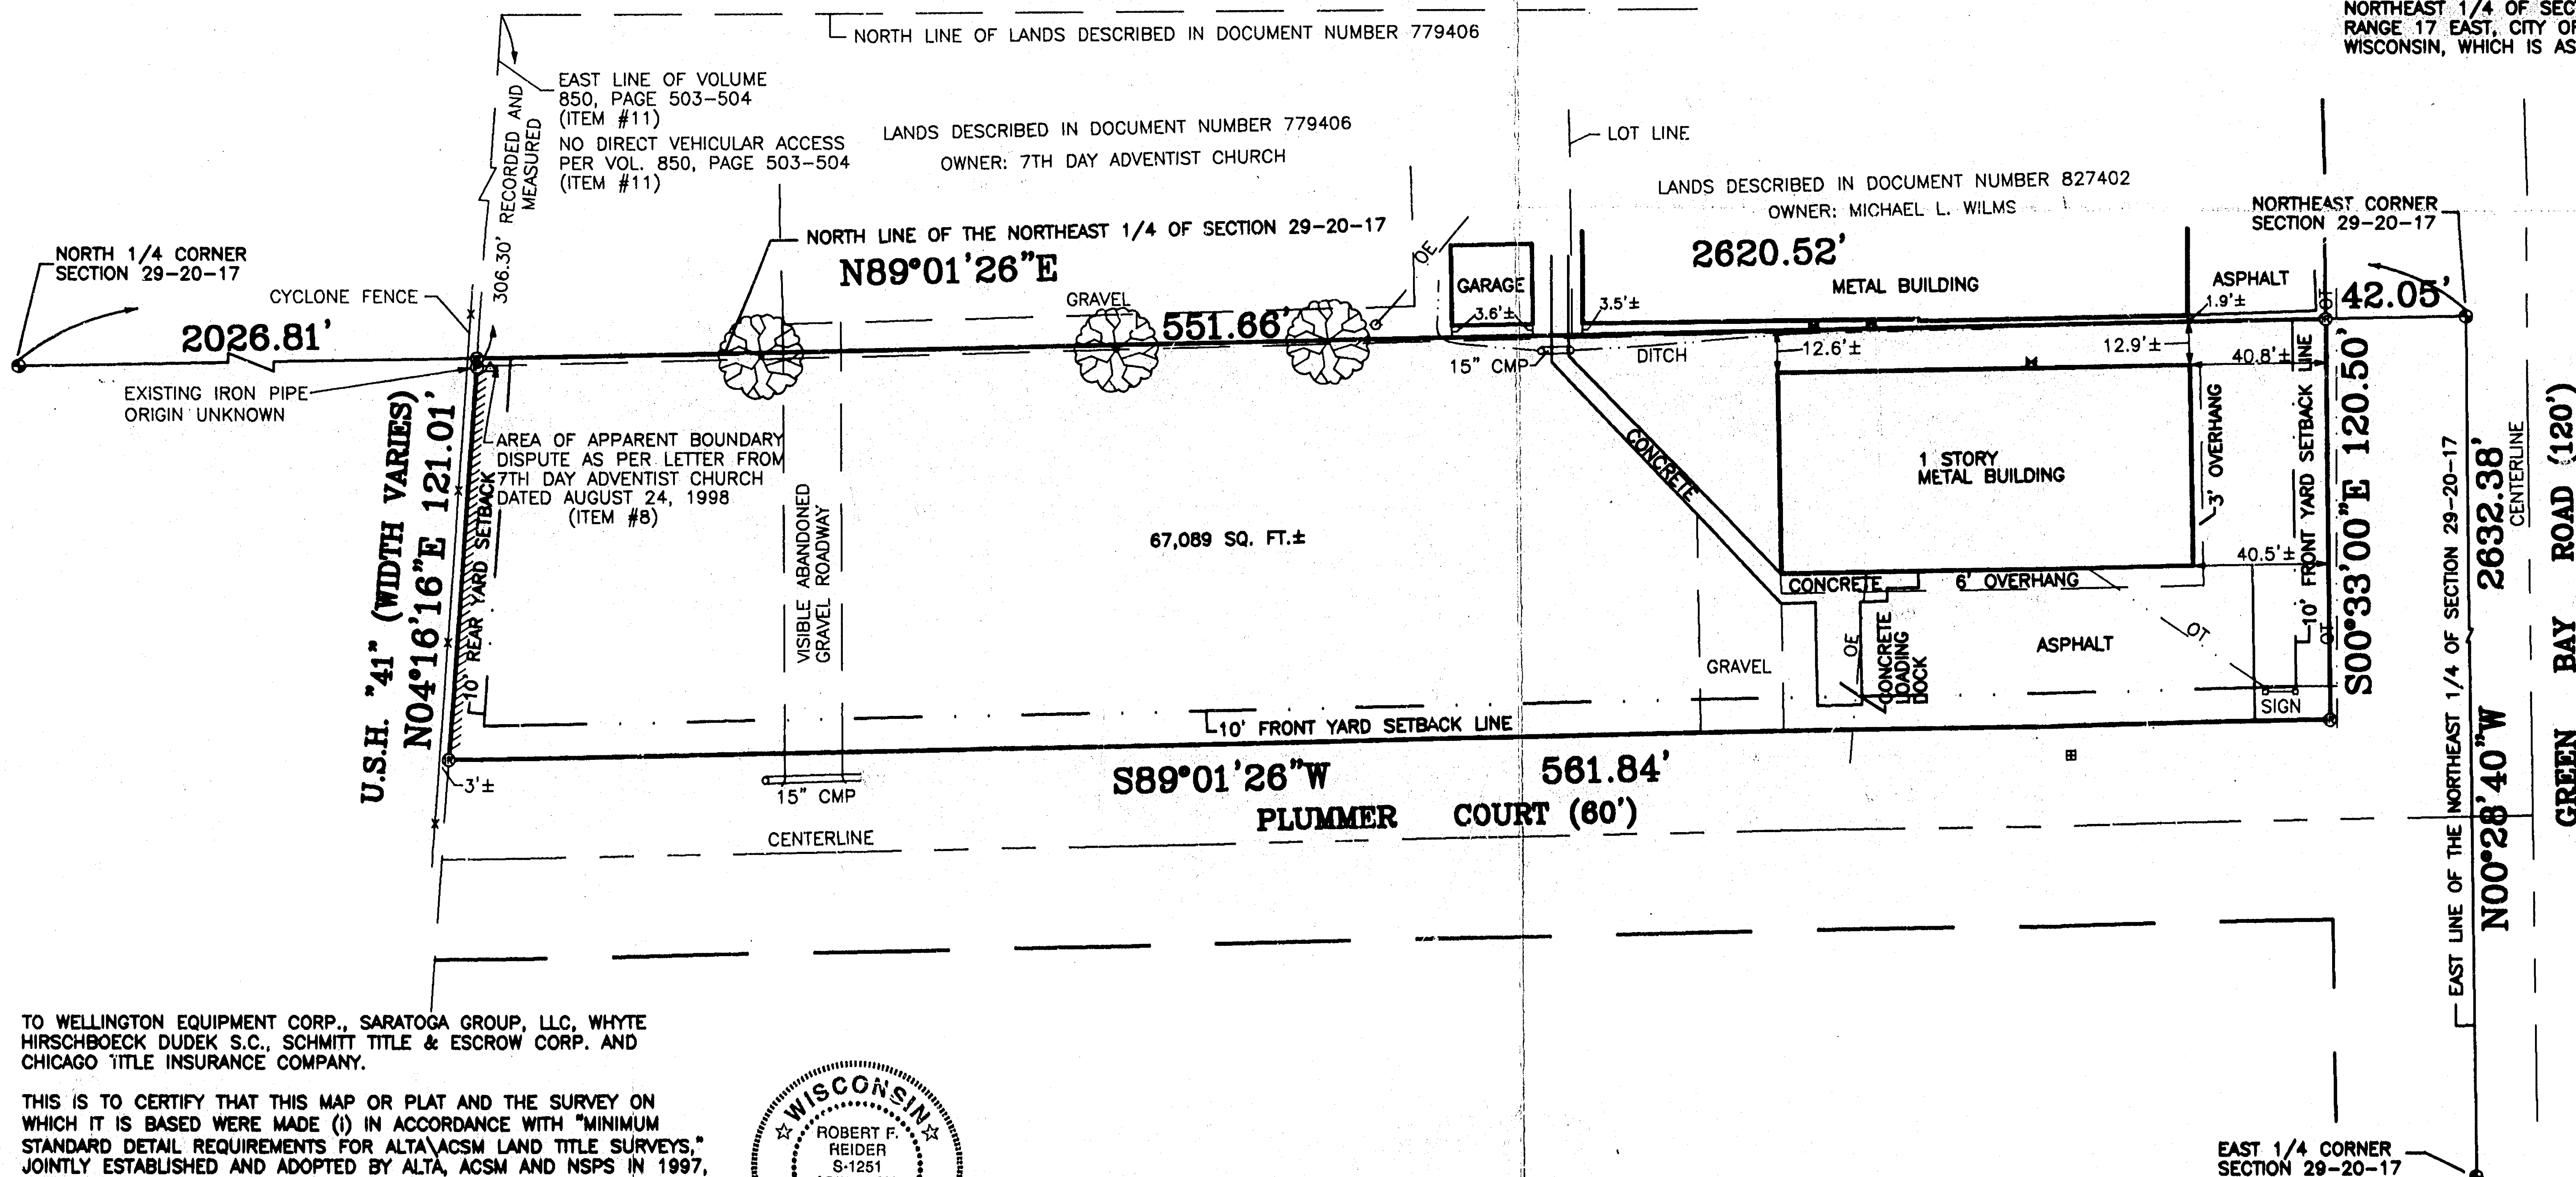 NORTHEAST 1/4 OF SEC
RANGE 17 EAST, CITY OF
WISCONSIN, WHICH IS AS
NORTH LINE OF LANDS DESCRIBED IN DOCUMENT NUMBER 779406
EAST LINE OF VOLUME
850, PAGE 503-504
(ITEM #11)
NO DIRECT VEHICULAR ACCESS
PER VOL. 850, PAGE 503-504
(ITEM #11)
306.30' RECORDED AND
MEASURED
LANDS DESCRIBED IN DOCUMENT NUMBER 779406
OWNER: 7TH DAY ADVENTIST CHURCH
LOT LINE
LANDS DESCRIBED IN DOCUMENT NUMBER 827402
OWNER: MICHAEL L. WILMS
NORTHEAST CORNER
SECTION 29-20-17
NORTH 1/4 CORNER
SECTION 29-20-17
NORTH LINE OF THE NORTHEAST 1/4 OF SECTION 29-20-17
N89°01'26"E
2620.52'
OE
GARAGE
METAL BUILDING
ASPHALT
CYCLONE FENCE
2026.81'
GRAVEL
551.66'
3.6'±
3.5'±
1.9'±
OT
42.05'
EXISTING IRON PIPE
ORIGIN UNKNOWN
15" CMP
DITCH
12.6'±
12.9'±
40.8'±
AREA OF APPARENT BOUNDARY
DISPUTE AS PER LETTER FROM
7TH DAY ADVENTIST CHURCH
DATED AUGUST 24, 1998
(ITEM #8)
U.S.H. "41" (WIDTH VARIES)
N04°16'16"E 121.01'
10' REAR YARD SETBACK
VISIBLE ABANDONED
GRAVEL ROADWAY
67,089 SQ. FT.±
CONCRETE
1 STORY
METAL BUILDING
3' OVERHANG
10' FRONT YARD SETBACK LINE
S00°33'00"E 120.50'
40.5'±
CONCRETE
6' OVERHANG
GRAVEL
OE
CONCRETE
LOADING
DOCK
ASPHALT
OT
OT
SIGN
10' FRONT YARD SETBACK LINE
3'±
15" CMP
S89°01'26"W
561.84'
PLUMMER COURT (60')
CENTERLINE
EAST LINE OF THE NORTHEAST 1/4 OF SECTION 29-20-17
N00°28'40"W 2632.38'
CENTERLINE
GREEN BAY ROAD (120')
TO WELLINGTON EQUIPMENT CORP., SARATOGA GROUP, LLC, WHYTE
HIRSCHBOECK DUDEK S.C., SCHMITT TITLE & ESCROW CORP. AND
CHICAGO TITLE INSURANCE COMPANY.
THIS IS TO CERTIFY THAT THIS MAP OR PLAT AND THE SURVEY ON
WHICH IT IS BASED WERE MADE (i) IN ACCORDANCE WITH "MINIMUM
STANDARD DETAIL REQUIREMENTS FOR ALTA\ACSM LAND TITLE SURVEYS,"
JOINTLY ESTABLISHED AND ADOPTED BY ALTA, ACSM AND NSPS IN 1997,
WISCONSIN
ROBERT F.
REIDER
S-1251
EAST 1/4 CORNER
SECTION 29-20-17